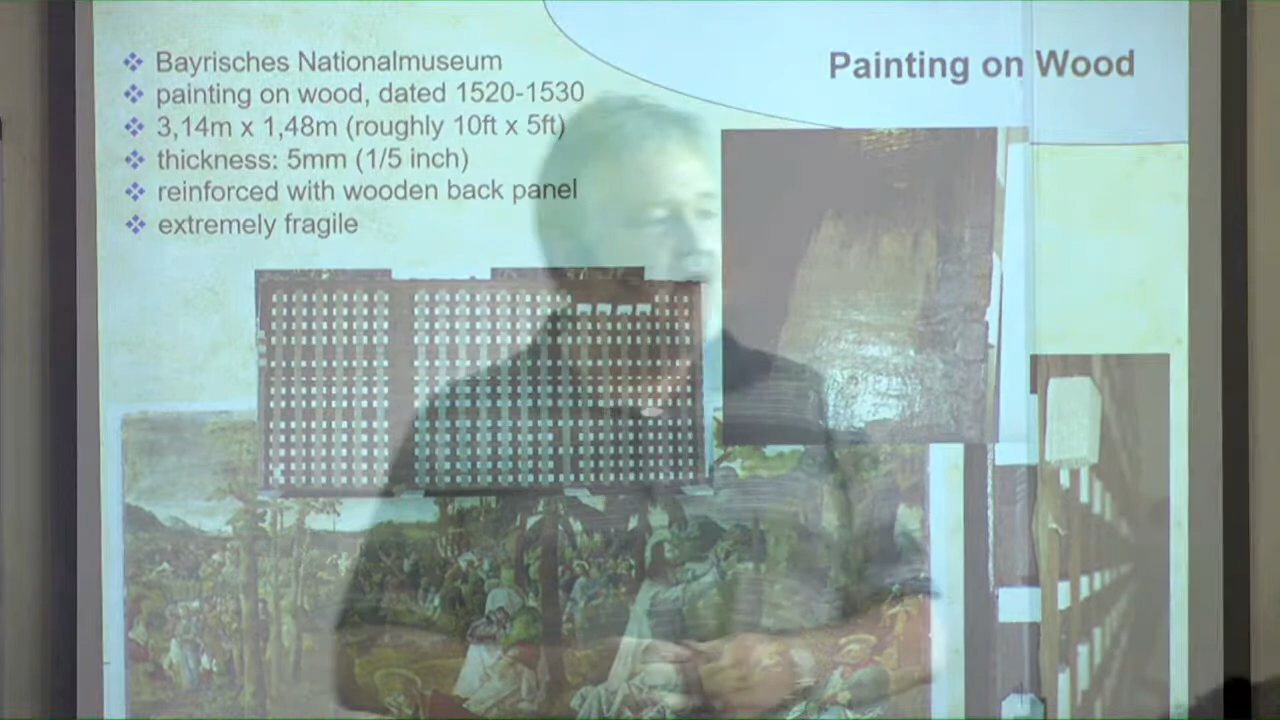 Painting on Wood
Bayrisches Nationalmuseum
painting on wood, dated 1520-1530
3,14m x 1,48m (roughly 10ft x 5ft)
thickness: 5mm (1/5 inch)
reinforced with wooden back panel
extremely fragile